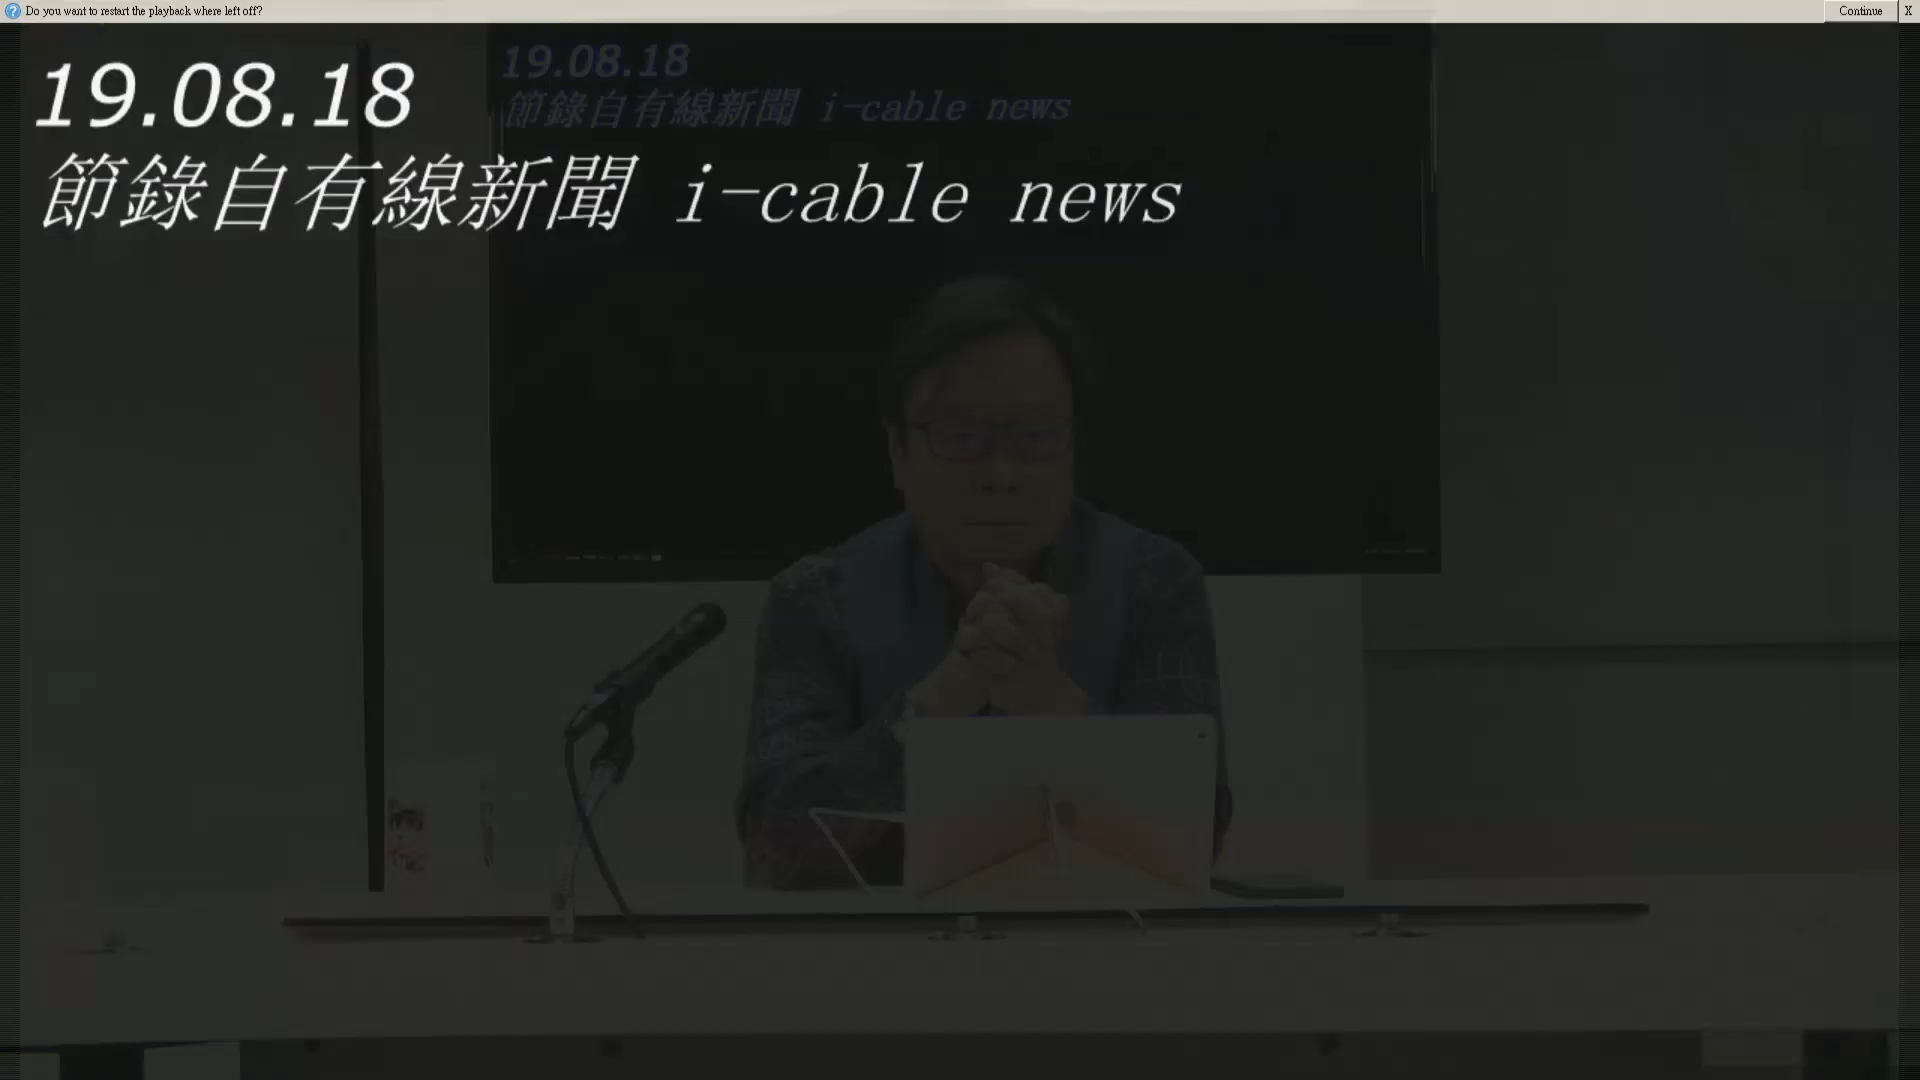 Do you want to restart the playback where left off?
Continue X
19.08.18
節錄自有線新聞 i-cable news
19.08.18
節錄自有線新聞 i-cable news